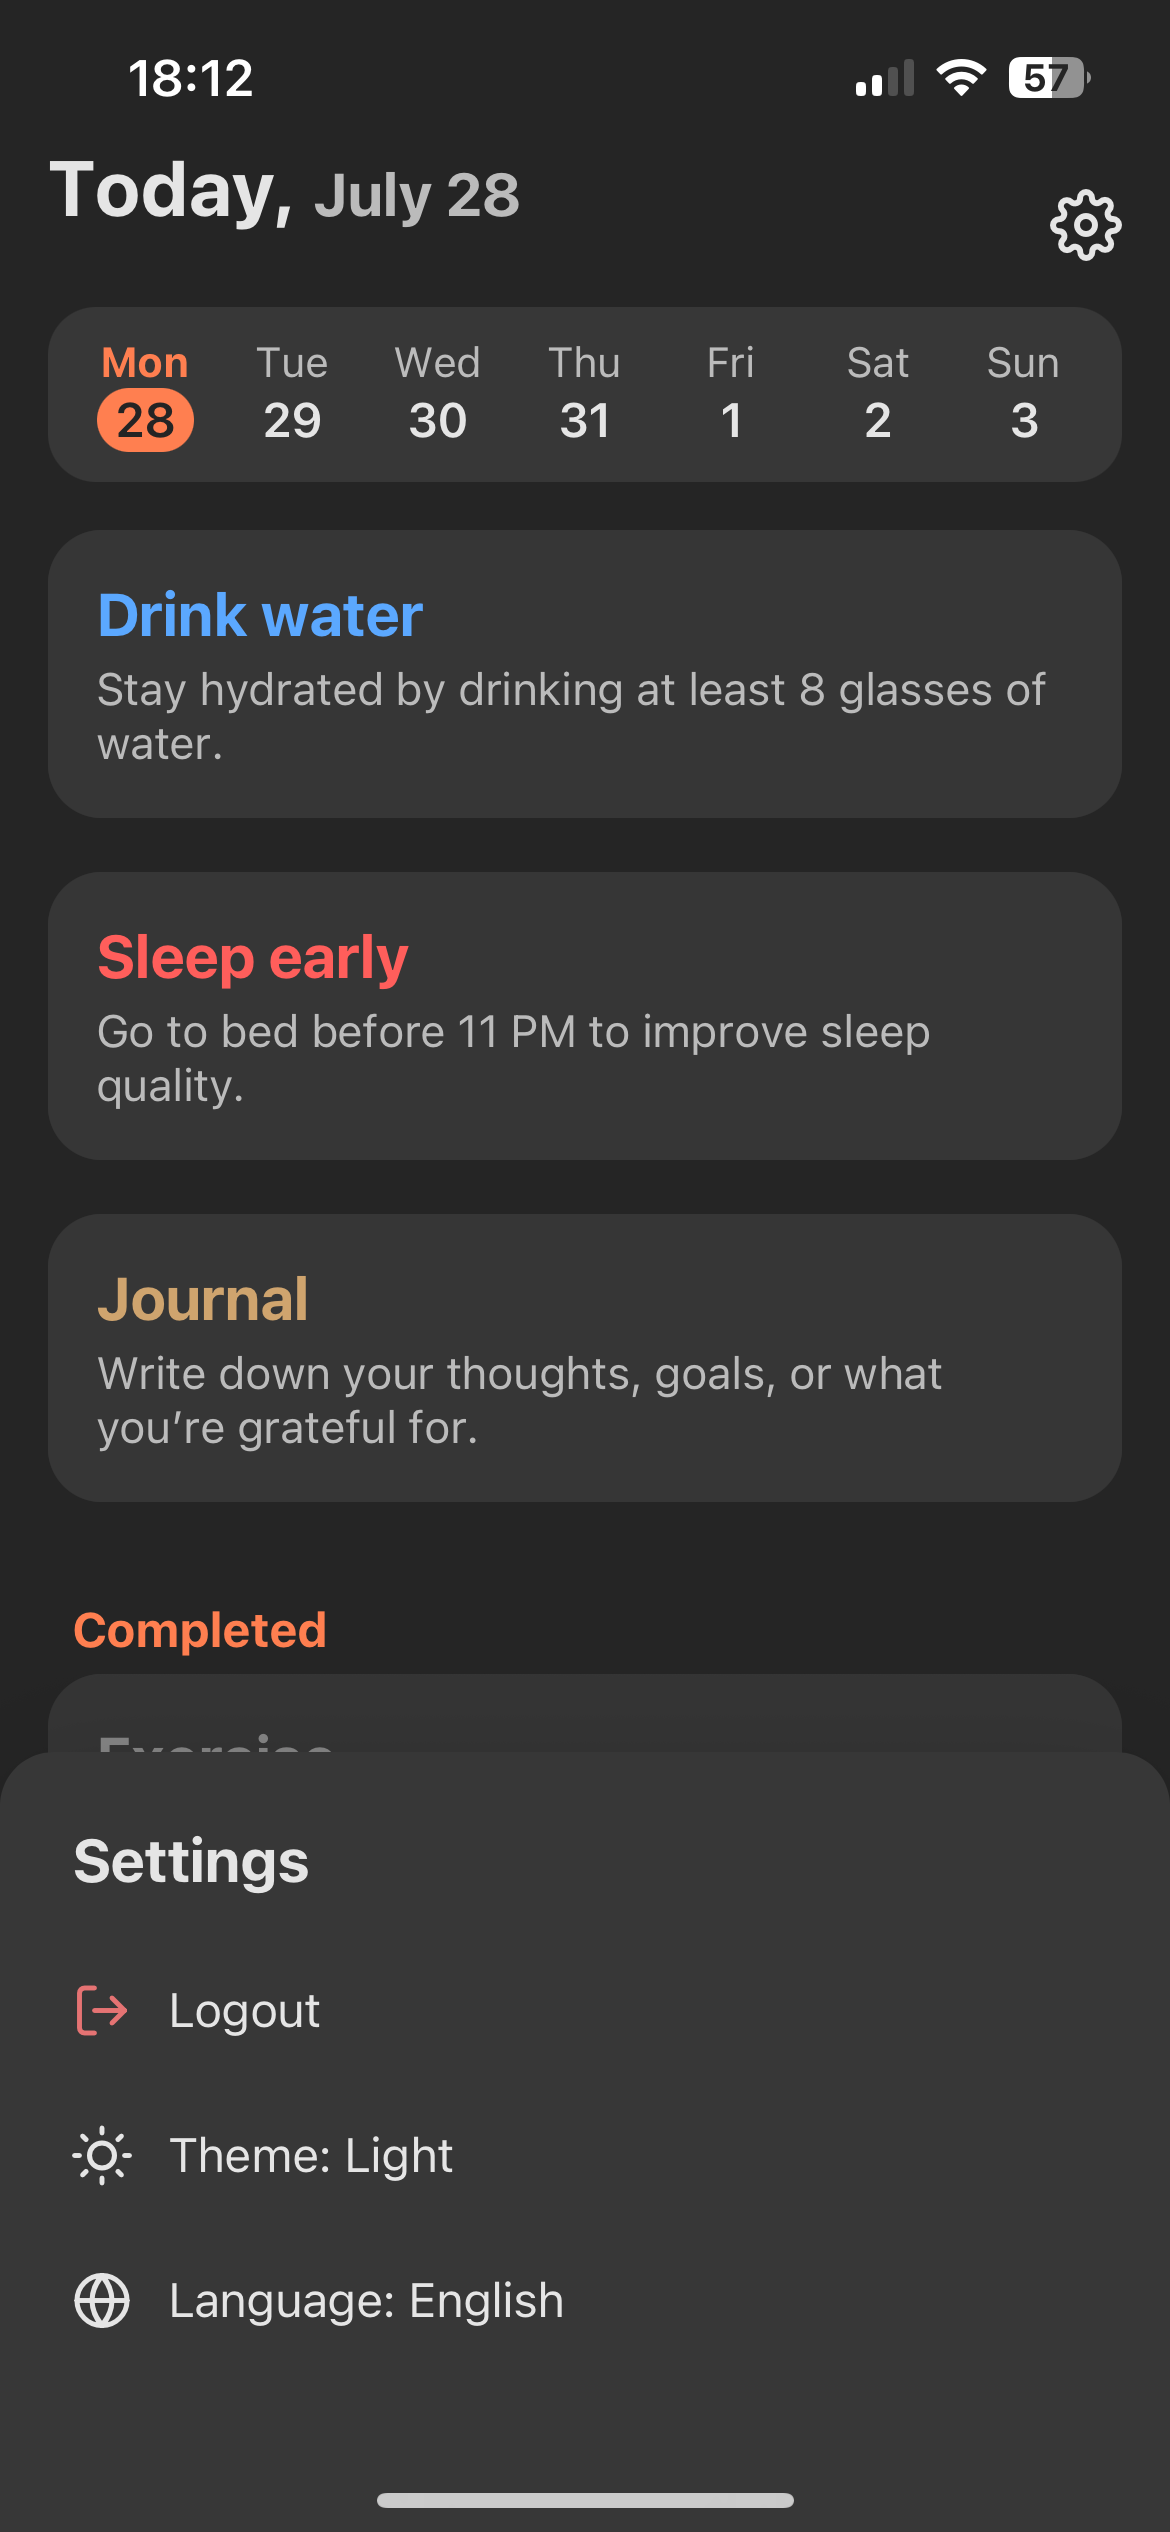 18:12
57
Today, July 28
Mon Tue Wed Thu Fri Sat Sun
28 29 30 31 1 2 3
Drink water
Stay hydrated by drinking at least 8 glasses of
water.
Sleep early
Go to bed before 11 PM to improve sleep
quality.
Journal
Write down your thoughts, goals, or what
you’re grateful for.
Completed
Exercise
Settings
Logout
Theme: Light
Language: English